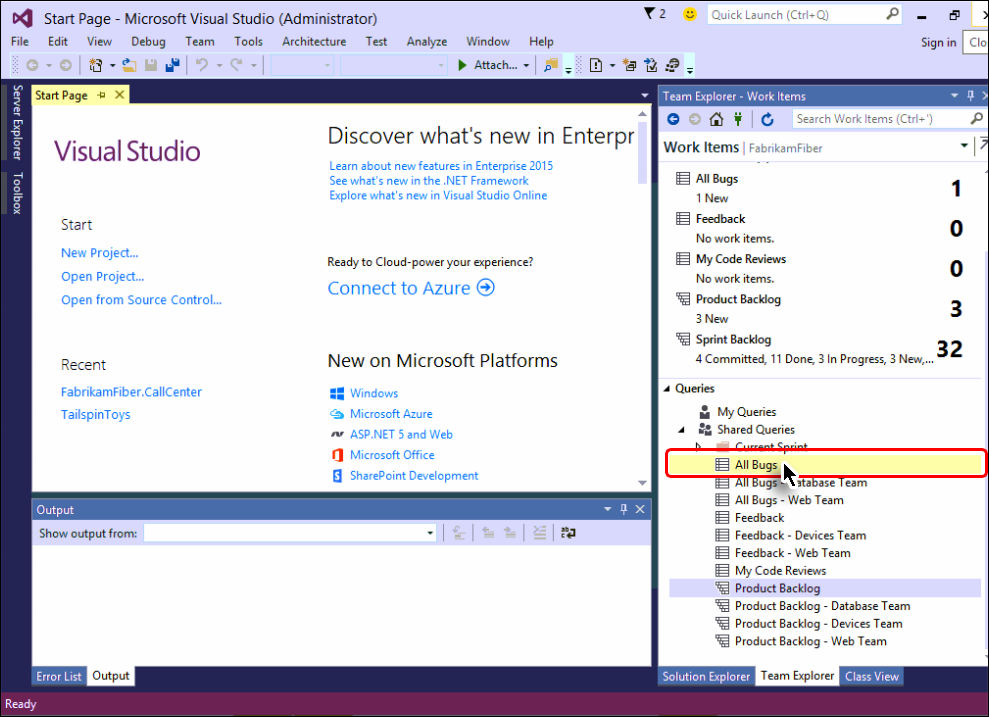 Start Page - Microsoft Visual Studio (Administrator)
2
Quick Launch (Ctrl+Q)
File Edit View Debug Team Tools Architecture Test Analyze Window Help
Sign in
Clo
Attach...
Server Explorer
Toolbox
Start Page
Visual Studio
Start
New Project...
Open Project...
Open from Source Control...
Recent
FabrikamFiber.CallCenter
TailspinToys
Discover what's new in Enterpr
Learn about new features in Enterprise 2015
See what's new in the .NET Framework
Explore what's new in Visual Studio Online
Ready to Cloud-power your experience?
Connect to Azure
New on Microsoft Platforms
Windows
Microsoft Azure
ASP.NET 5 and Web
Microsoft Office
SharePoint Development
Output
Show output from:
Error List Output
Team Explorer - Work Items
Search Work Items (Ctrl+')
Work Items | FabrikamFiber
All Bugs 1
1 New
Feedback 0
No work items.
My Code Reviews 0
No work items.
Product Backlog 3
3 New
Sprint Backlog 32
4 Committed, 11 Done, 3 In Progress, 3 New,...
Queries
My Queries
Shared Queries
Current Sprint
All Bugs
All Bugs - Database Team
All Bugs - Web Team
Feedback
Feedback - Devices Team
Feedback - Web Team
My Code Reviews
Product Backlog
Product Backlog - Database Team
Product Backlog - Devices Team
Product Backlog - Web Team
Solution Explorer Team Explorer Class View
Ready